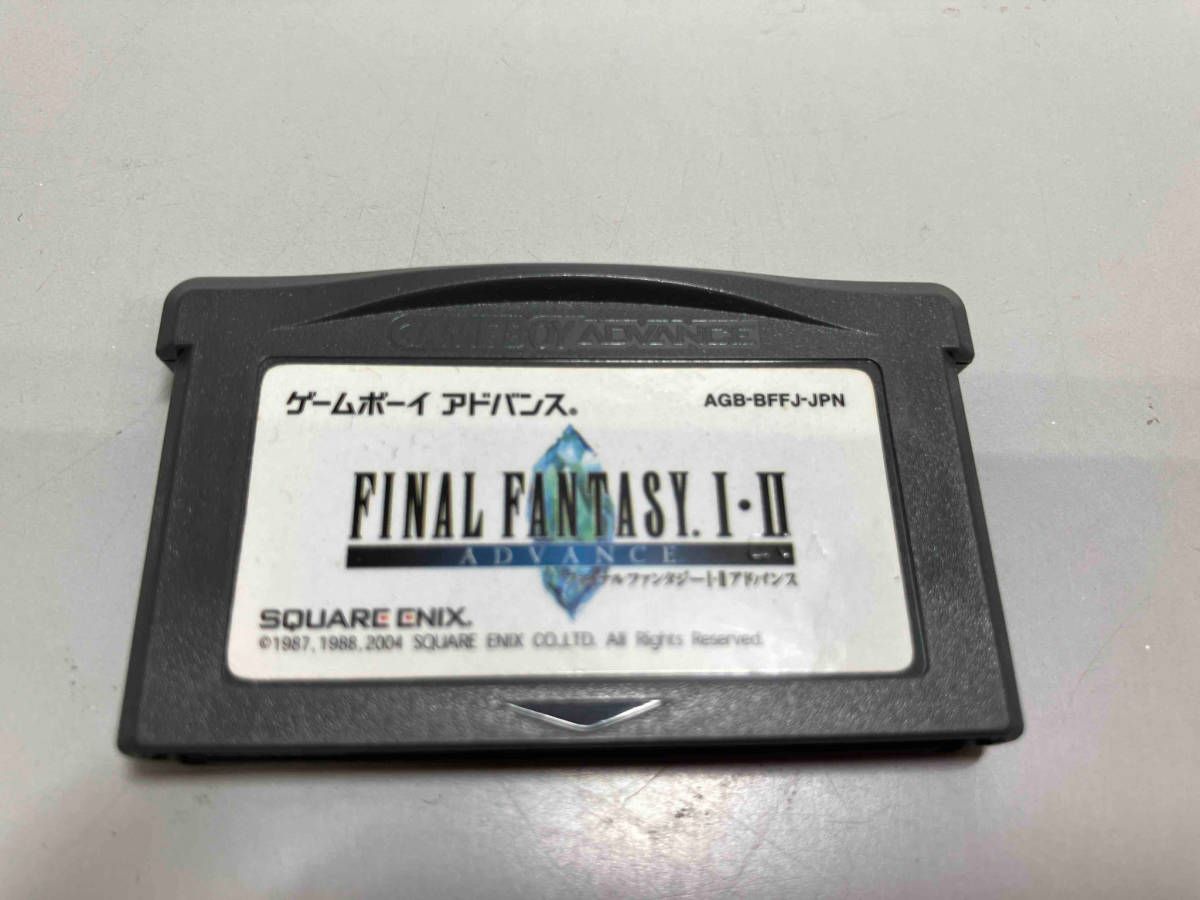 GAME BOY ADVANCE
ゲームボーイ アドバンス®
AGB-BFFJ-JPN
FINAL FANTASY. I・II
ADVANCE
ファイナルファンタジーI・IIアドバンス
SQUARE ENIX.
©1987, 1988, 2004 SQUARE ENIX CO.,LTD. All Rights Reserved.